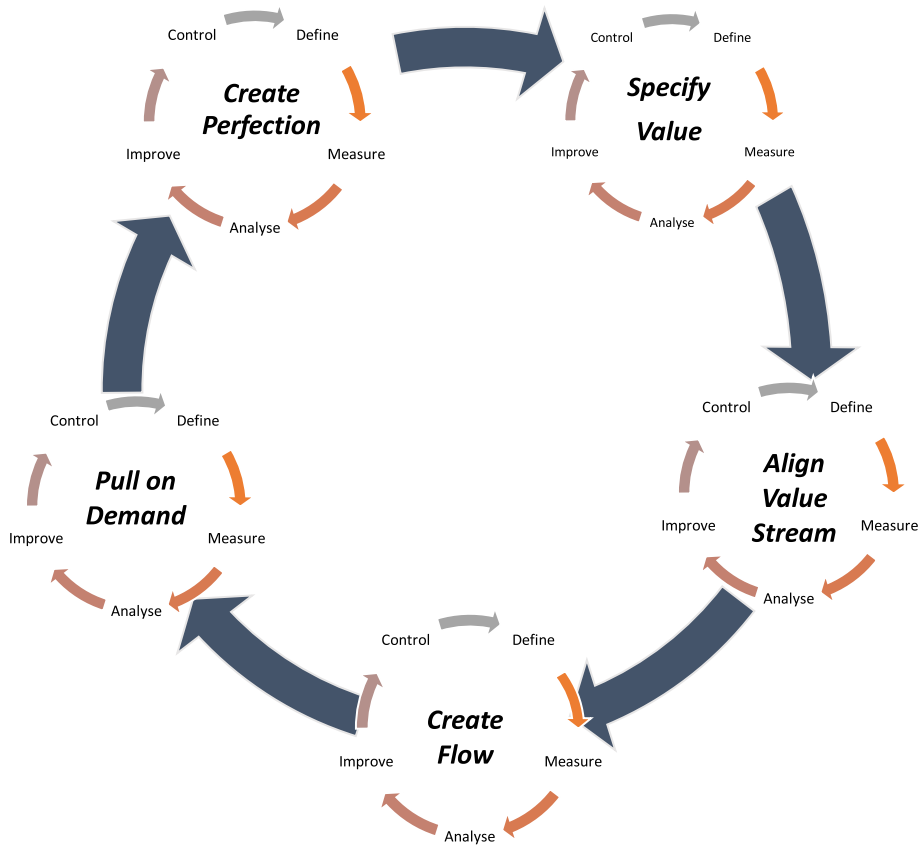 Control
Define
Create
Perfection
Improve
Measure
Analyse
Control
Define
Specify
Value
Improve
Measure
Analyse
Control
Define
Align
Value
Stream
Improve
Measure
Analyse
Control
Define
Create
Flow
Improve
Measure
Analyse
Control
Define
Pull on
Demand
Improve
Measure
Analyse